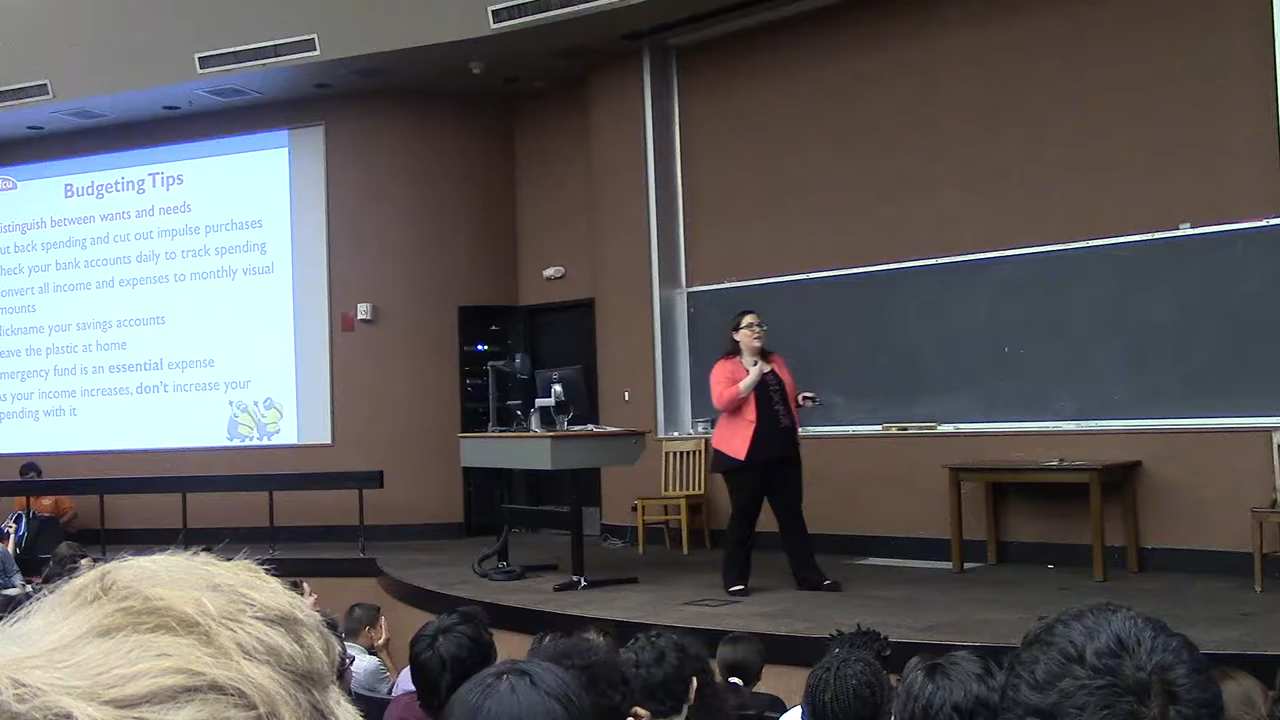 fcu
Budgeting Tips
istinguish between wants and needs
ut back spending and cut out impulse purchases
heck your bank accounts daily to track spending
onvert all income and expenses to monthly visual
mounts
ickname your savings accounts
eave the plastic at home
mergency fund is an essential expense
As your income increases, don't increase your
pending with it